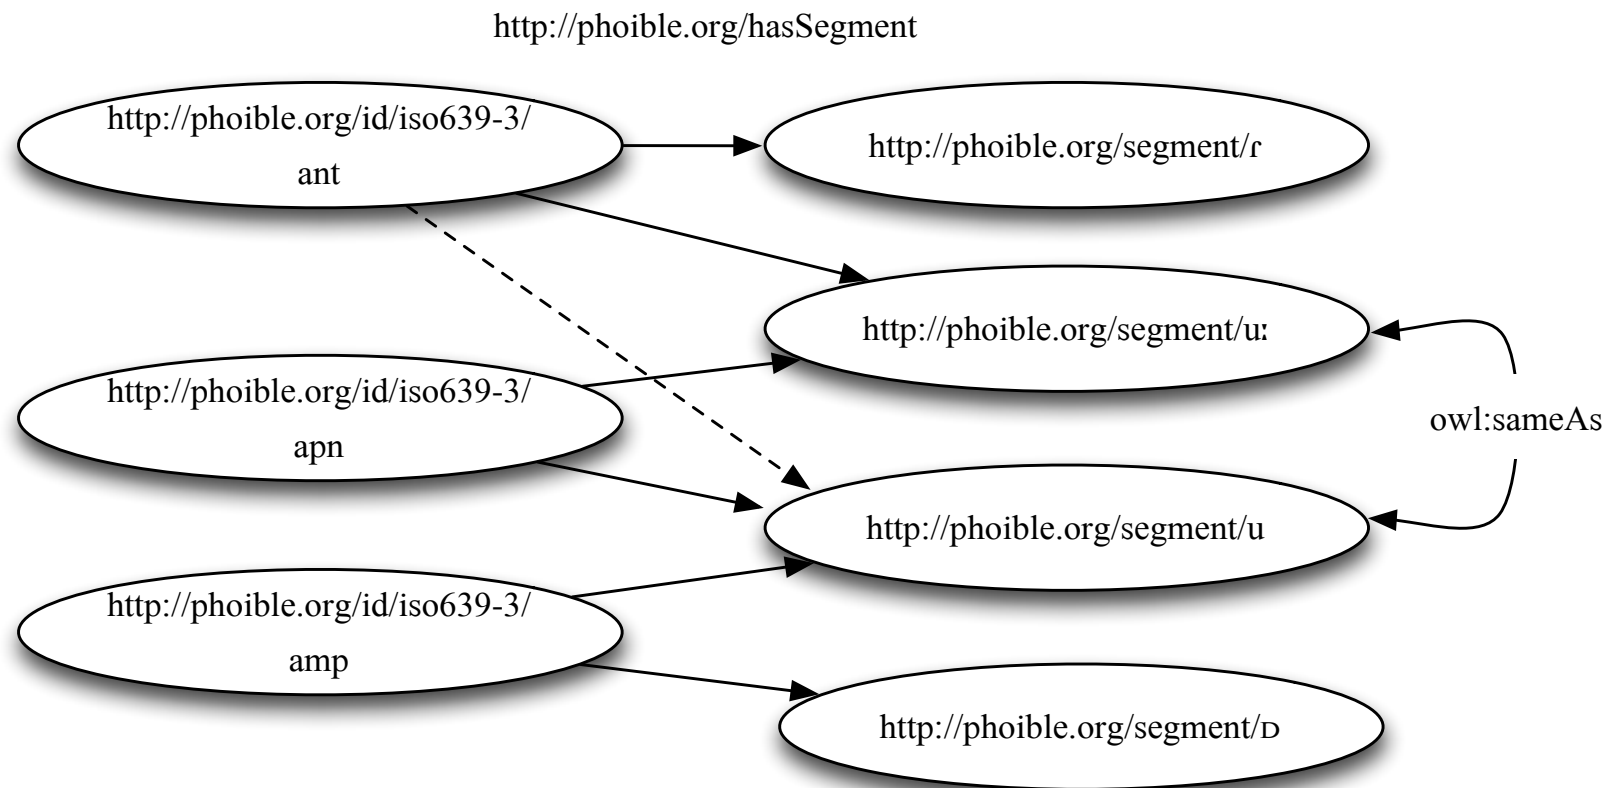 http://phoible.org/hasSegment
http://phoible.org/id/iso639-3/
ant
http://phoible.org/segment/ɾ
http://phoible.org/segment/uː
http://phoible.org/id/iso639-3/
apn
owl:sameAs
http://phoible.org/segment/u
http://phoible.org/id/iso639-3/
amp
http://phoible.org/segment/ᴅ